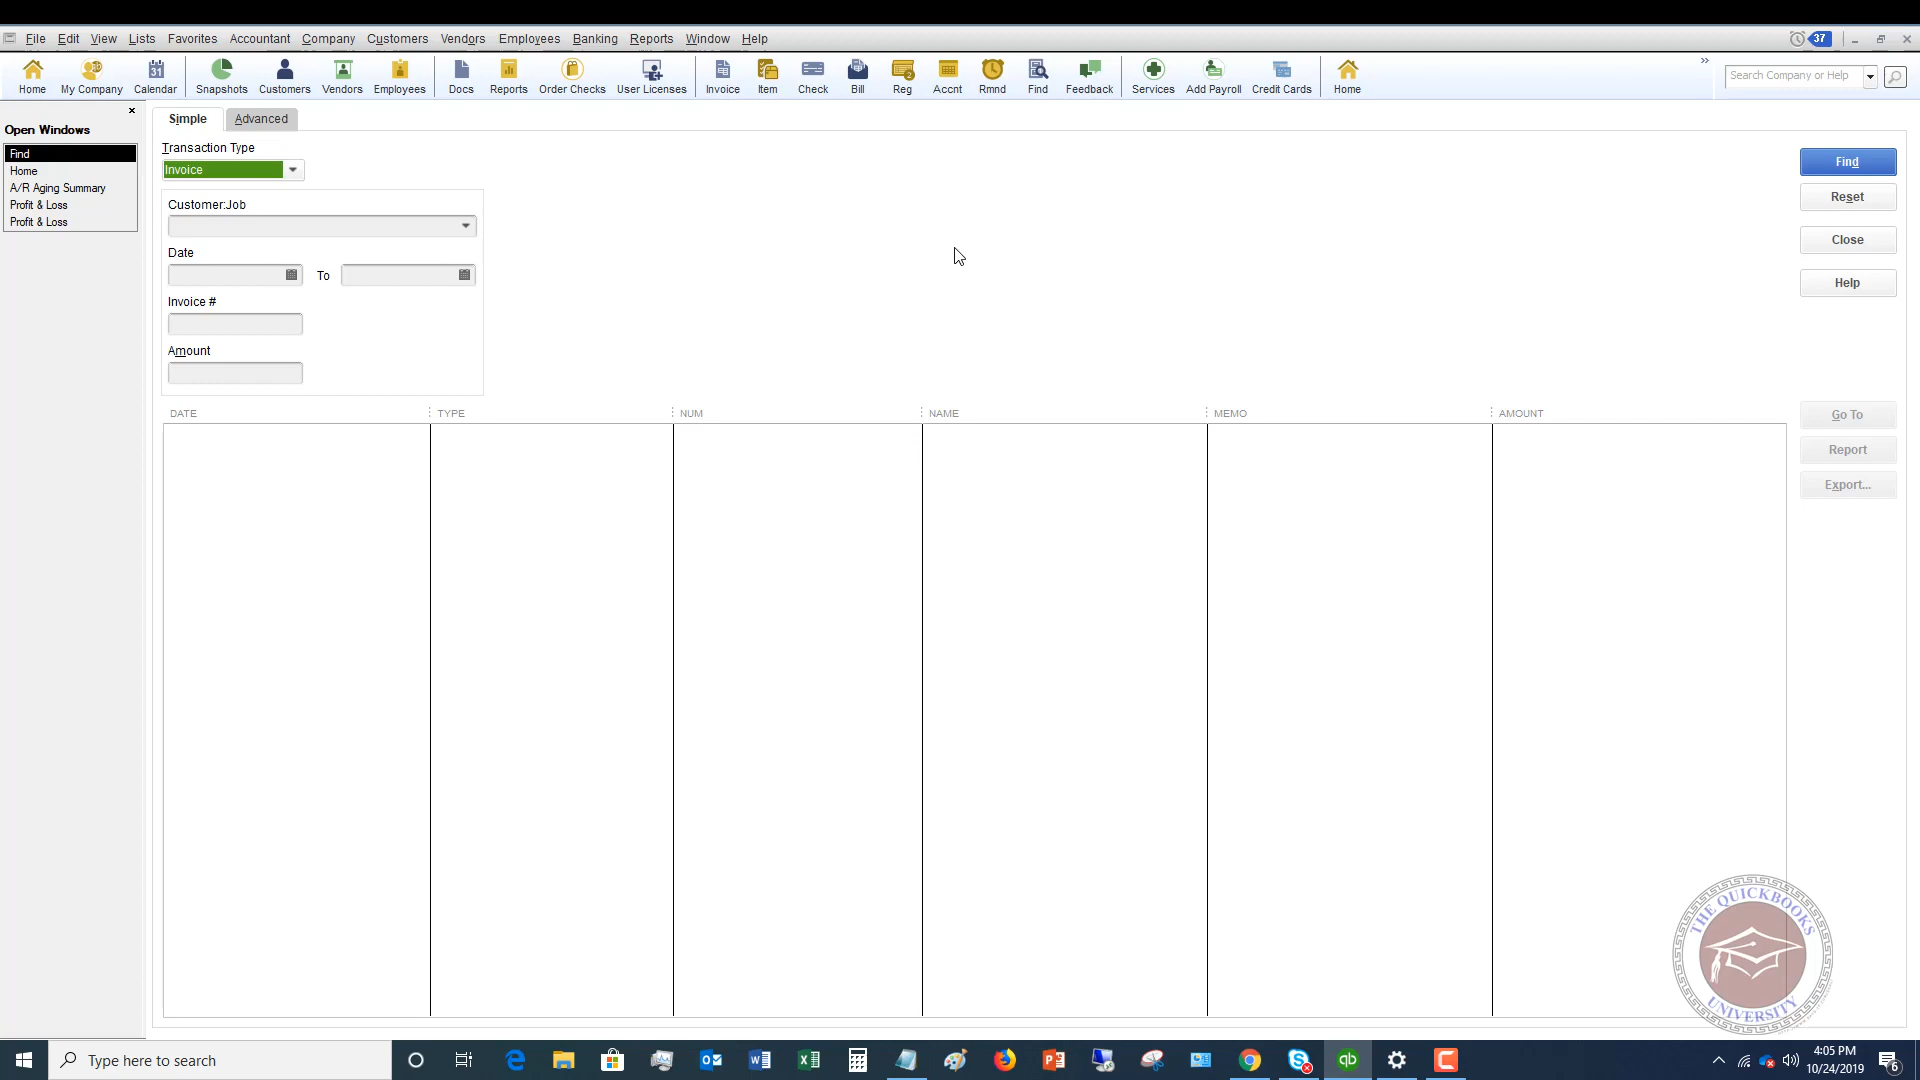 File Edit View Lists Favorites Accountant Company Customers Vendors Employees Banking Reports Window Help
37
Home My Company Calendar Snapshots Customers Vendors Employees Docs Reports Order Checks User Licenses Invoice Item Check Bill Reg Accnt Rmnd Find Feedback Services Add Payroll Credit Cards Home
31
Search Company or Help
Open Windows
Find
Home
A/R Aging Summary
Profit & Loss
Profit & Loss
Simple Advanced
Transaction Type
Invoice
Customer:Job
Date
To
Invoice #
Amount
Find
Reset
Close
Help
DATE TYPE NUM NAME MEMO AMOUNT
Go To
Report
Export...
THE QUICKBOOKS
UNIVERSITY
Type here to search
4:05 PM
10/24/2019
6